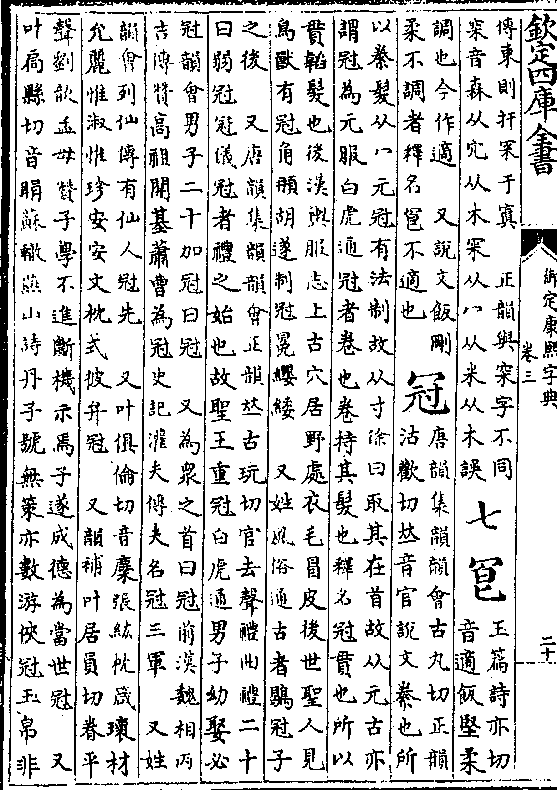 欽定四庫全書
御定康熙字典
卷三
二十
傳東則扞罙于寘 正韻與罙字不同
罙音森从穴从木罙从冖从米从木誤
七
冟
玉篇詩亦切
音適飯堅柔
調也今作適 又說文飯剛
柔不調者釋名冟不適也
冠
唐韻集韻韻會古丸切正韻
沽歡切𠀤音官說文絭也所
以絭髮从冖元冠有法制故从寸徐曰取其在首故从元古亦
謂冠為元服白虎通冠者卷也卷持其髮也釋名冠貫也所以
貫韜髮也後漢輿服志上古穴居野處衣毛冒皮後世聖人見
鳥獸有冠角䫇胡遂制冠冕纓緌 又姓風俗通古者鶡冠子
之後 又唐韻集韻韻會正韻𠀤古玩切官去聲禮曲禮二十
曰弱冠冠儀冠者禮之始也故聖王重冠白虎通男子幼娶必
冠韻會男子二十加冠曰冠 又為衆之首曰冠前漢魏相丙
吉傳贊高祖開基蕭曹為冠史記灌夫傳夫名冠三軍 又姓
韻會列仙傳有仙人冠先 又叶俱倫切音麇張紘枕箴瓌材
允麗惟淑惟珍安安文枕貳彼弁冠 又韻補叶居員切眷平
聲劉歆孟母贊子學不進斷機示焉子遂成德為當世冠 又
叶扃縣切音睊蘇轍燕山詩丹子號無策亦數游俠冠玉帛非